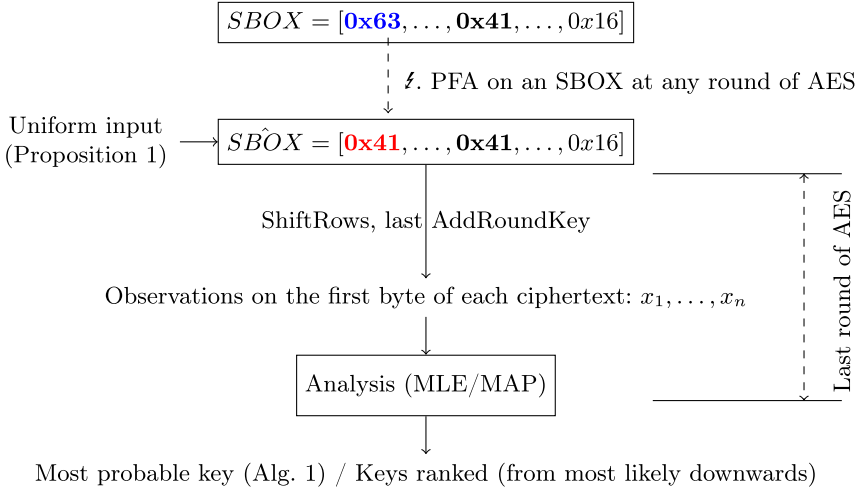 SBOX = [0x63, . . . , 0x41, . . . , 0x16]
. PFA on an SBOX at any round of AES
Uniform input
(Proposition 1)
SBÔX = [0x41, . . . , 0x41, . . . , 0x16]
ShiftRows, last AddRoundKey
Observations on the first byte of each ciphertext: x₁, . . . , xₙ
Analysis (MLE/MAP)
Last round of AES
Most probable key (Alg. 1) / Keys ranked (from most likely downwards)